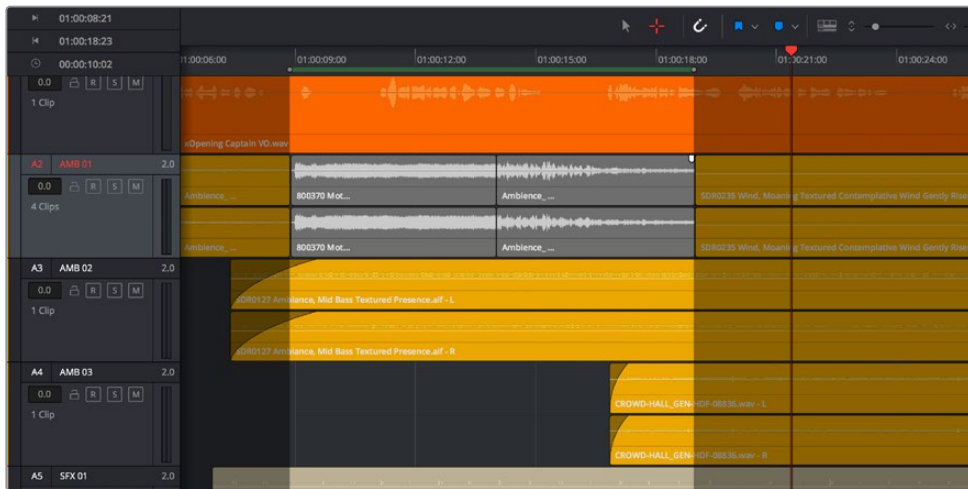 01:00:08:21
01:00:18:23
00:00:10:02
01:00:06:00 01:00:09:00 01:00:12:00 01:00:15:00 01:00:18:00 01:00:21:00 01:00:24:00
0.0 R S M
1 Clip
xOpening Captain VO.wav
A2 AMB 01 2.0
0.0 R S M
4 Clips
Ambience_ ... 800370 Mot... Ambience_ ... SDR0235 Wind, Moaning Textured Contemplative Wind Gently Rise
Ambience_ ... 800370 Mot... Ambience_ ... SDR0235 Wind, Moaning Textured Contemplative Wind Gently Rise
A3 AMB 02 2.0
0.0 R S M
1 Clip
SDR0127 Ambiance, Mid Bass Textured Presence.aif - L
SDR0127 Ambiance, Mid Bass Textured Presence.aif - R
A4 AMB 03 2.0
0.0 R S M
1 Clip
CROWD-HALL_GEN-HDF-08836.wav - L
CROWD-HALL_GEN-HDF-08836.wav - R
A5 SFX 01 2.0